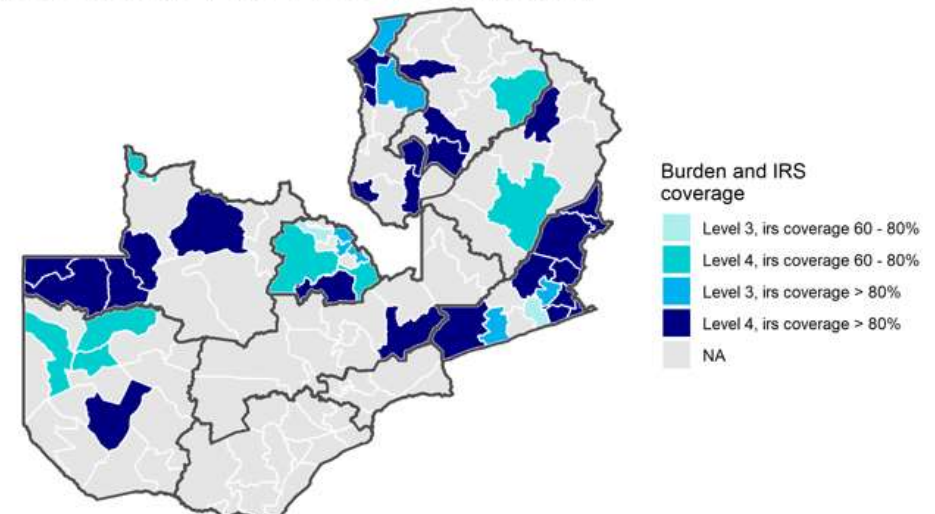 Burden and IRS
coverage
Level 3, irs coverage 60 - 80%
Level 4, irs coverage 60 - 80%
Level 3, irs coverage > 80%
Level 4, irs coverage > 80%
NA